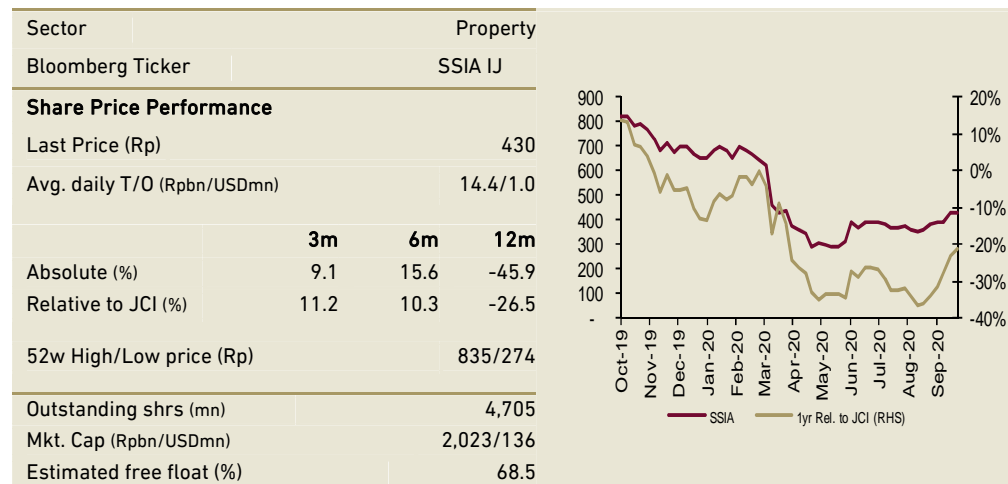 Sector Property
Bloomberg Ticker SSIA IJ
Share Price Performance
Last Price (Rp) 430
Avg. daily T/O (Rpbn/USDmn) 14.4/1.0
3m 6m 12m
Absolute (%) 9.1 15.6 -45.9
Relative to JCI (%) 11.2 10.3 -26.5
52w High/Low price (Rp) 835/274
Outstanding shrs (mn) 4,705
Mkt. Cap (Rpbn/USDmn) 2,023/136
Estimated free float (%) 68.5
900 20%
800 10%
700
600 0%
500 -10%
400
300 -20%
200 -30%
100
- -40%
Oct-19 Nov-19 Dec-19 Jan-20 Feb-20 Mar-20 Apr-20 May-20 Jun-20 Jul-20 Aug-20 Sep-20
SSIA 1yr Rel. to JCI (RHS)